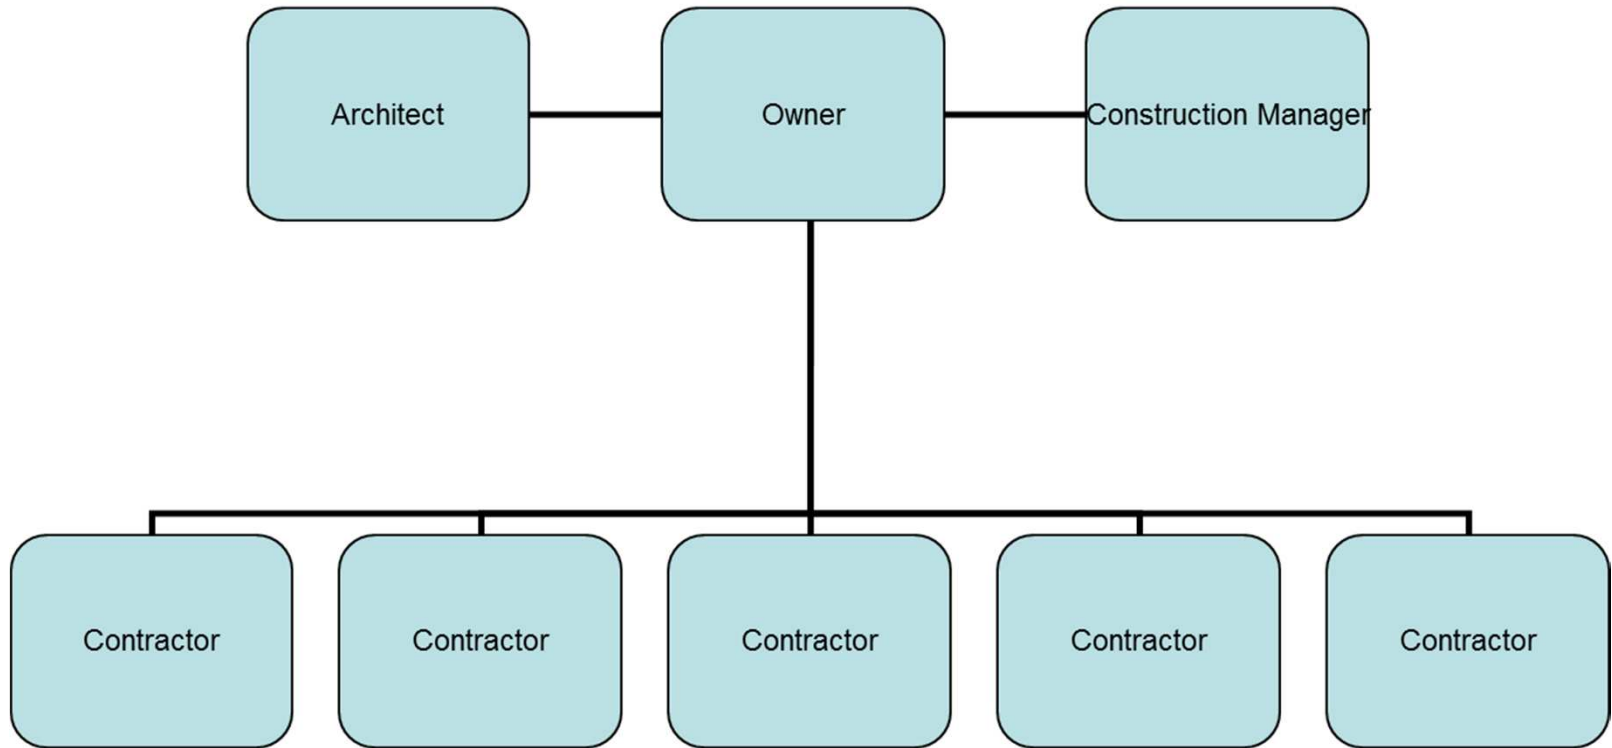 Architect
Owner
Construction Manager
Contractor
Contractor
Contractor
Contractor
Contractor